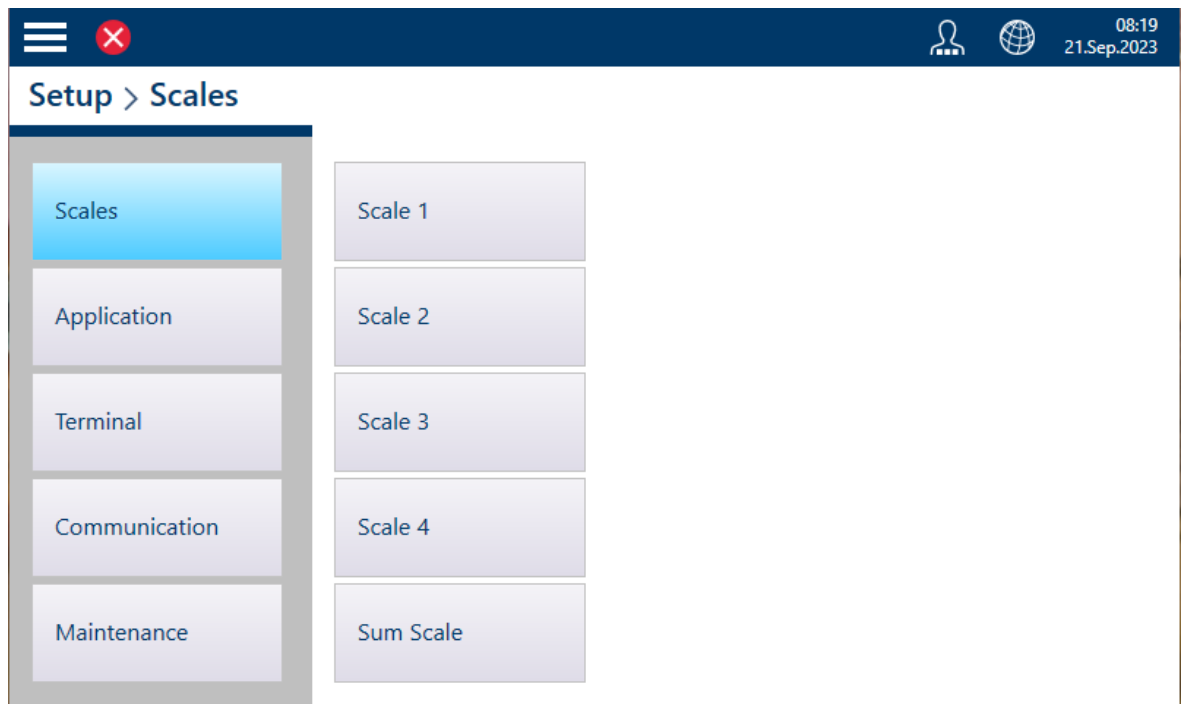 08:19
21.Sep.2023
Setup > Scales
Scales
Application
Terminal
Communication
Maintenance
Scale 1
Scale 2
Scale 3
Scale 4
Sum Scale